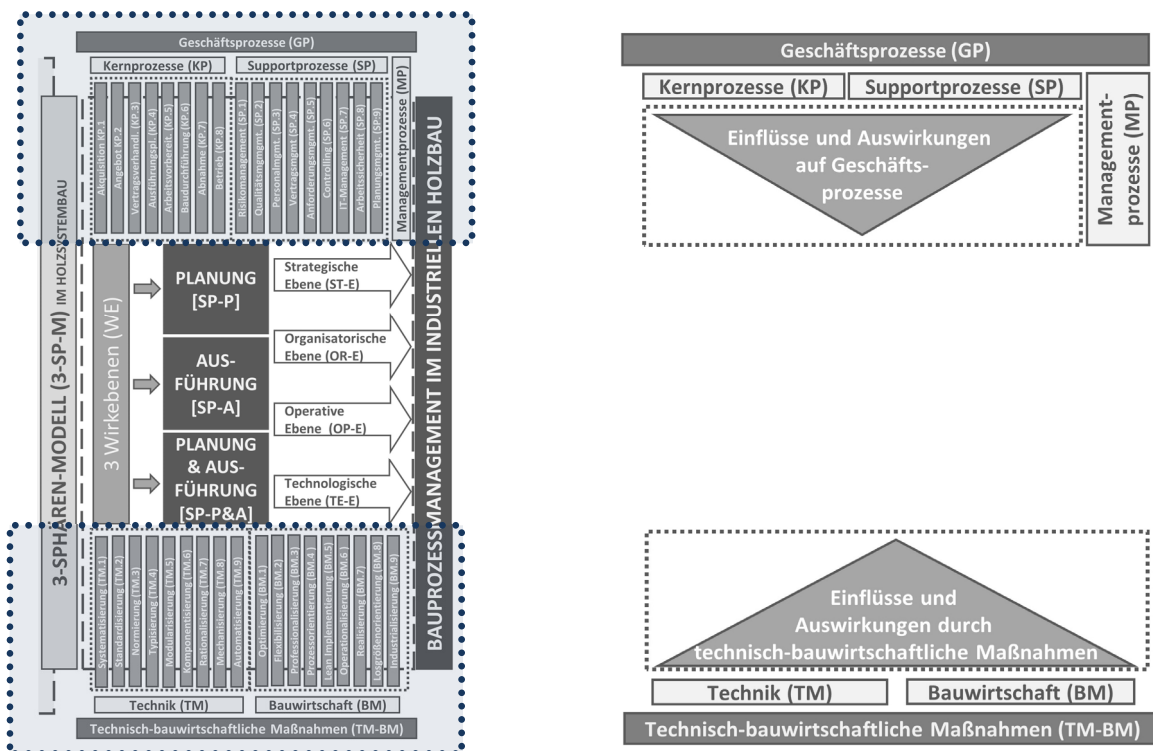 Geschäftsprozesse (GP)
Kernprozesse (KP)
Supportprozesse (SP)
Managementprozesse (MP)
Akquisition KP.1
Angebot KP.2
Vertragsverhandl. (KP.3)
Ausführungspl. (KP.4)
Arbeitsvorbereit. (KP.5)
Baudurchführung (KP.6)
Abnahme (KP.7)
Betrieb (KP.8)
Risikomanagement (SP.1)
Qualitätsmgmgmt. (SP.2)
Personalmgmt. (SP.3)
Vertragsmgmt (SP.4)
Anforderungsmgmt. (SP.5)
Controlling (SP.6)
IT-Management (SP.7)
Arbeitssicherheit (SP.8)
Planungsmgmt. (SP.9)
3-SPHÄREN-MODELL (3-SP-M) IM HOLZSYSTEMBAU
3 Wirkebenen (WE)
PLANUNG
[SP-P]
AUS-
FÜHRUNG
[SP-A]
PLANUNG
& AUS-
FÜHRUNG
[SP-P&A]
Strategische
Ebene (ST-E)
Organisatorische
Ebene (OR-E)
Operative
Ebene (OP-E)
Technologische
Ebene (TE-E)
BAUPROZESSMANAGEMENT IM INDUSTRIELLEN HOLZBAU
Systematisierung (TM.1)
Standardisierung (TM.2)
Normierung (TM.3)
Typisierung (TM.4)
Modularisierung (TM.5)
Komponentisierung (TM.6)
Rationalisierung (TM.7)
Mechanisierung (TM.8)
Automatisierung (TM.9)
Optimierung (BM.1)
Flexibilisierung (BM.2)
Professionalisierung (BM.3)
Prozessorientierung (BM.4 )
Lean Implementierung (BM.5)
Operationalisierung (BM.6 )
Realisierung (BM.7)
Losgrößenorientierung (BM.8)
Industrialisierung (BM.9)
Technik (TM)
Bauwirtschaft (BM)
Technisch-bauwirtschaftliche Maßnahmen (TM-BM)
Geschäftsprozesse (GP)
Kernprozesse (KP)
Supportprozesse (SP)
Management-
prozesse (MP)
Einflüsse und Auswirkungen
auf Geschäfts-
prozesse
Einflüsse und
Auswirkungen durch
technisch-bauwirtschaftliche Maßnahmen
Technik (TM)
Bauwirtschaft (BM)
Technisch-bauwirtschaftliche Maßnahmen (TM-BM)